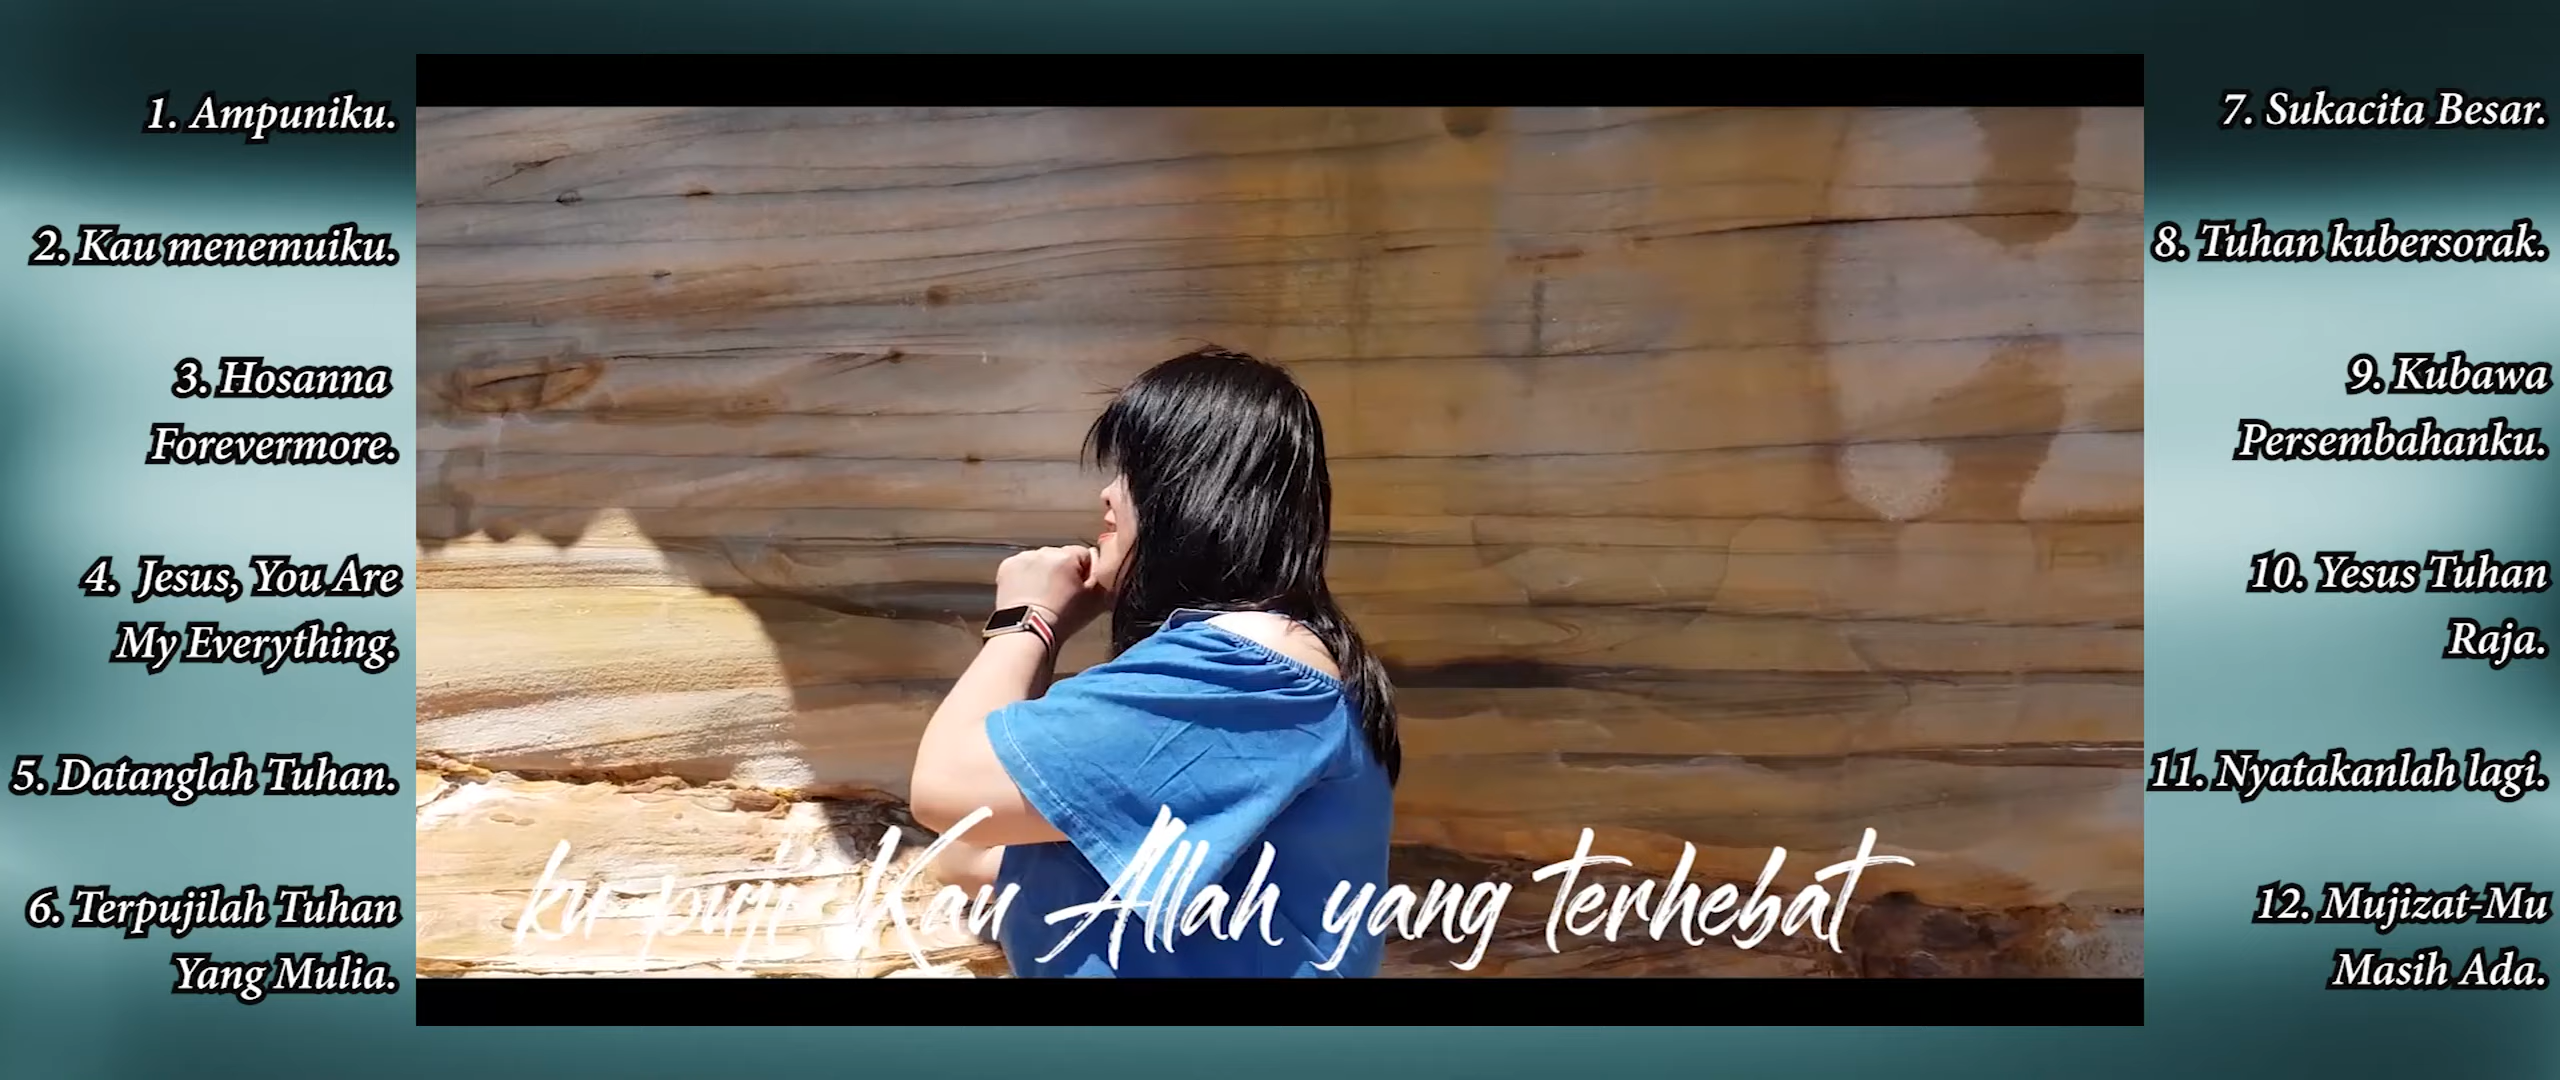 1. Ampuniku.
2. Kau menemuiku.
3. Hosanna
Forevermore.
4. Jesus, You Are
My Everything.
5. Datanglah Tuhan.
6. Terpujilah Tuhan
Yang Mulia.
ku puji Kau Allah yang terhebat
7. Sukacita Besar.
8. Tuhan kubersorak.
9. Kubawa
Persembahanku.
10. Yesus Tuhan
Raja.
11. Nyatakanlah lagi.
12. Mujizat-Mu
Masih Ada.